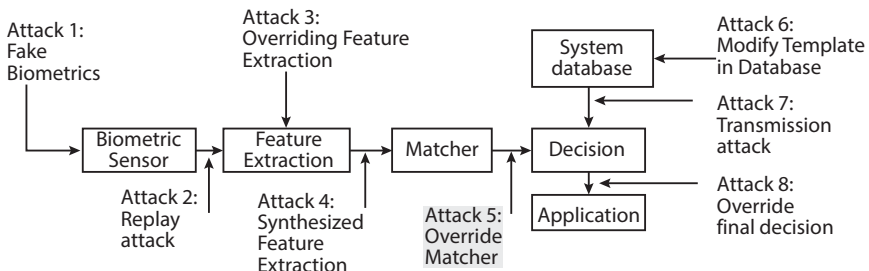 Attack 1:
Fake
Biometrics
Attack 3:
Overriding Feature
Extraction
System
database
Attack 6:
Modify Template
in Database
Attack 7:
Transmission
attack
Biometric
Sensor
Feature
Extraction
Matcher
Decision
Attack 2:
Replay
attack
Attack 4:
Synthesized
Feature
Extraction
Attack 5:
Override
Matcher
Application
Attack 8:
Override
final decision